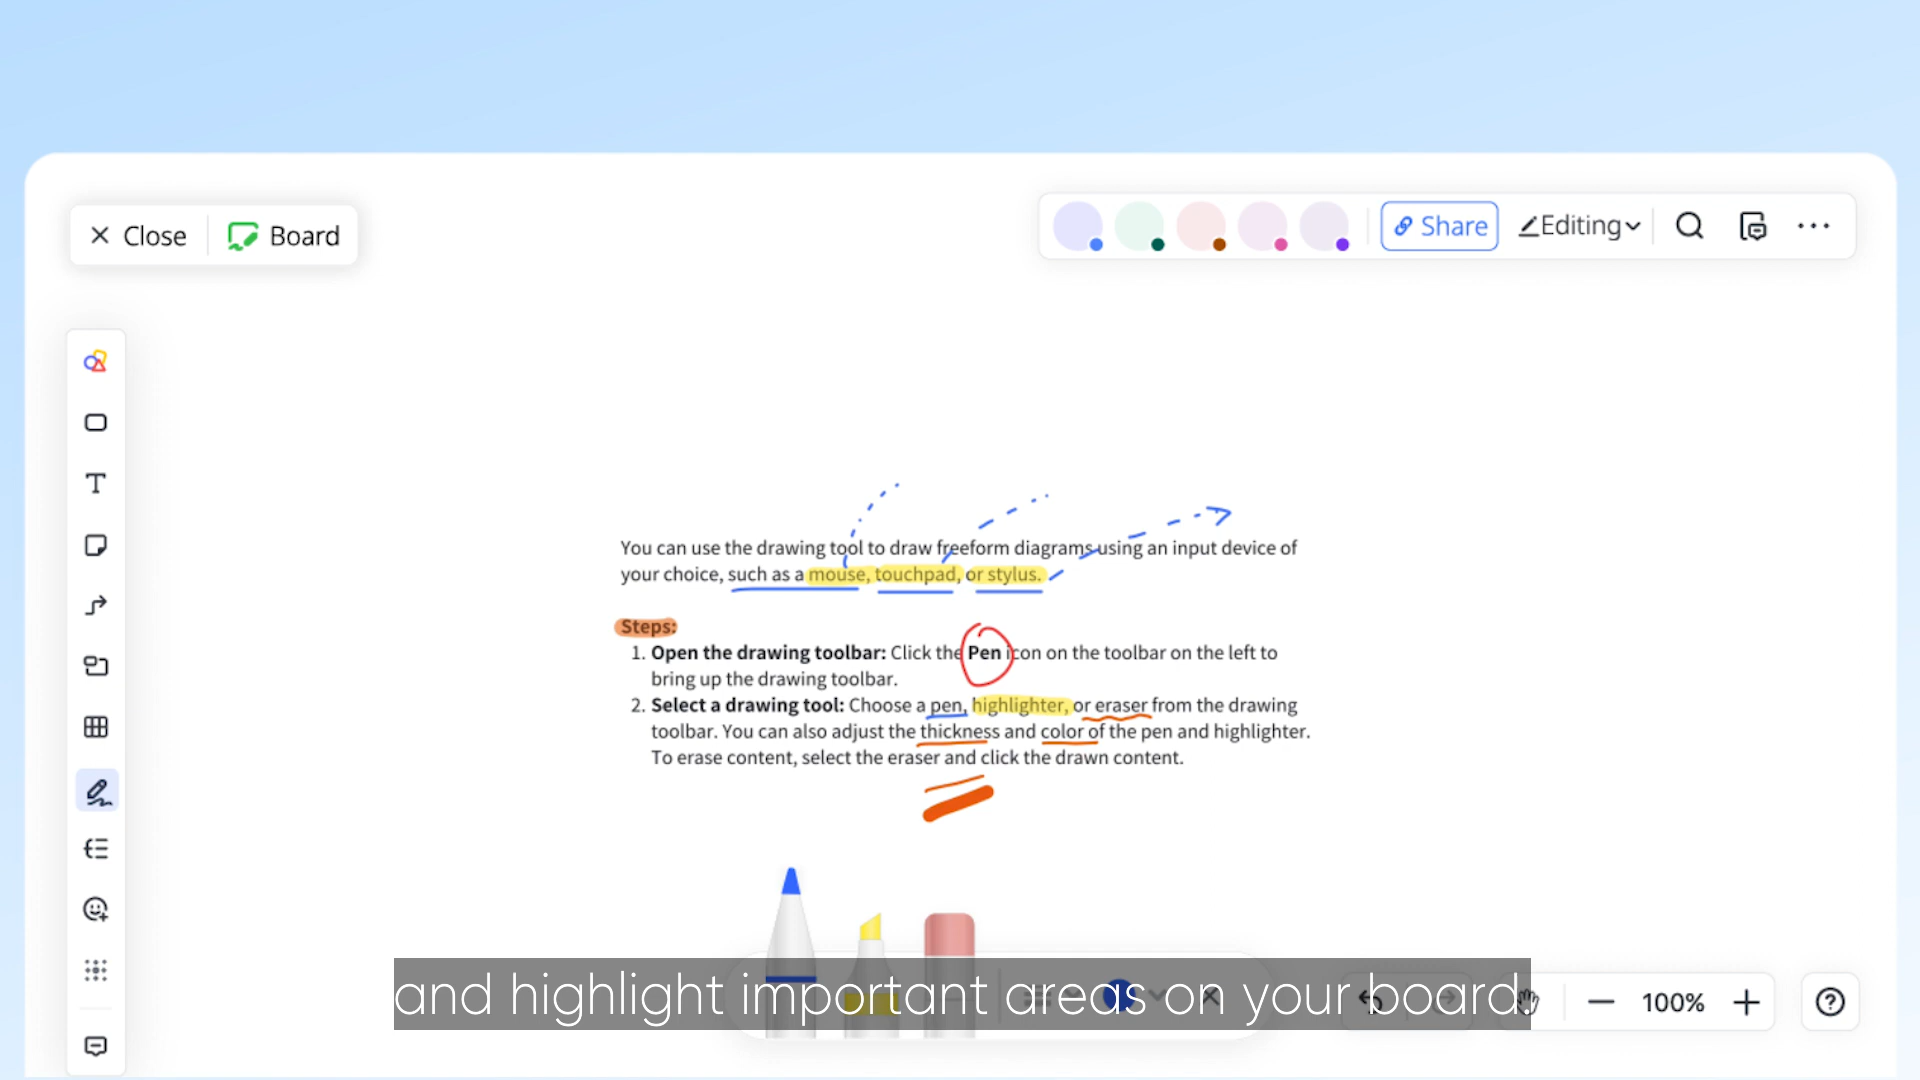 Close
Board
Share
Editing
You can use the drawing tool to draw freeform diagrams using an input device of
your choice, such as a mouse, touchpad, or stylus.
Steps:
1. Open the drawing toolbar: Click the Pen icon on the toolbar on the left to
bring up the drawing toolbar.
2. Select a drawing tool: Choose a pen, highlighter, or eraser from the drawing
toolbar. You can also adjust the thickness and color of the pen and highlighter.
To erase content, select the eraser and click the drawn content.
and highlight important areas on your board.
100%